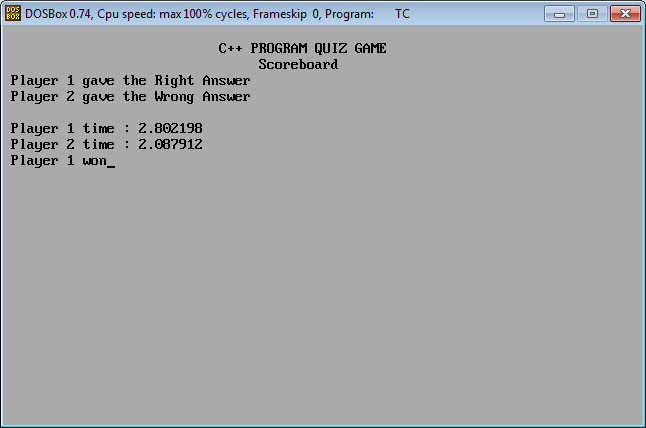 DOS BOX DOSBox 0.74, Cpu speed: max 100% cycles, Frameskip 0, Program: TC
C++ PROGRAM QUIZ GAME
Scoreboard
Player 1 gave the Right Answer
Player 2 gave the Wrong Answer
Player 1 time : 2.802198
Player 2 time : 2.087912
Player 1 won_